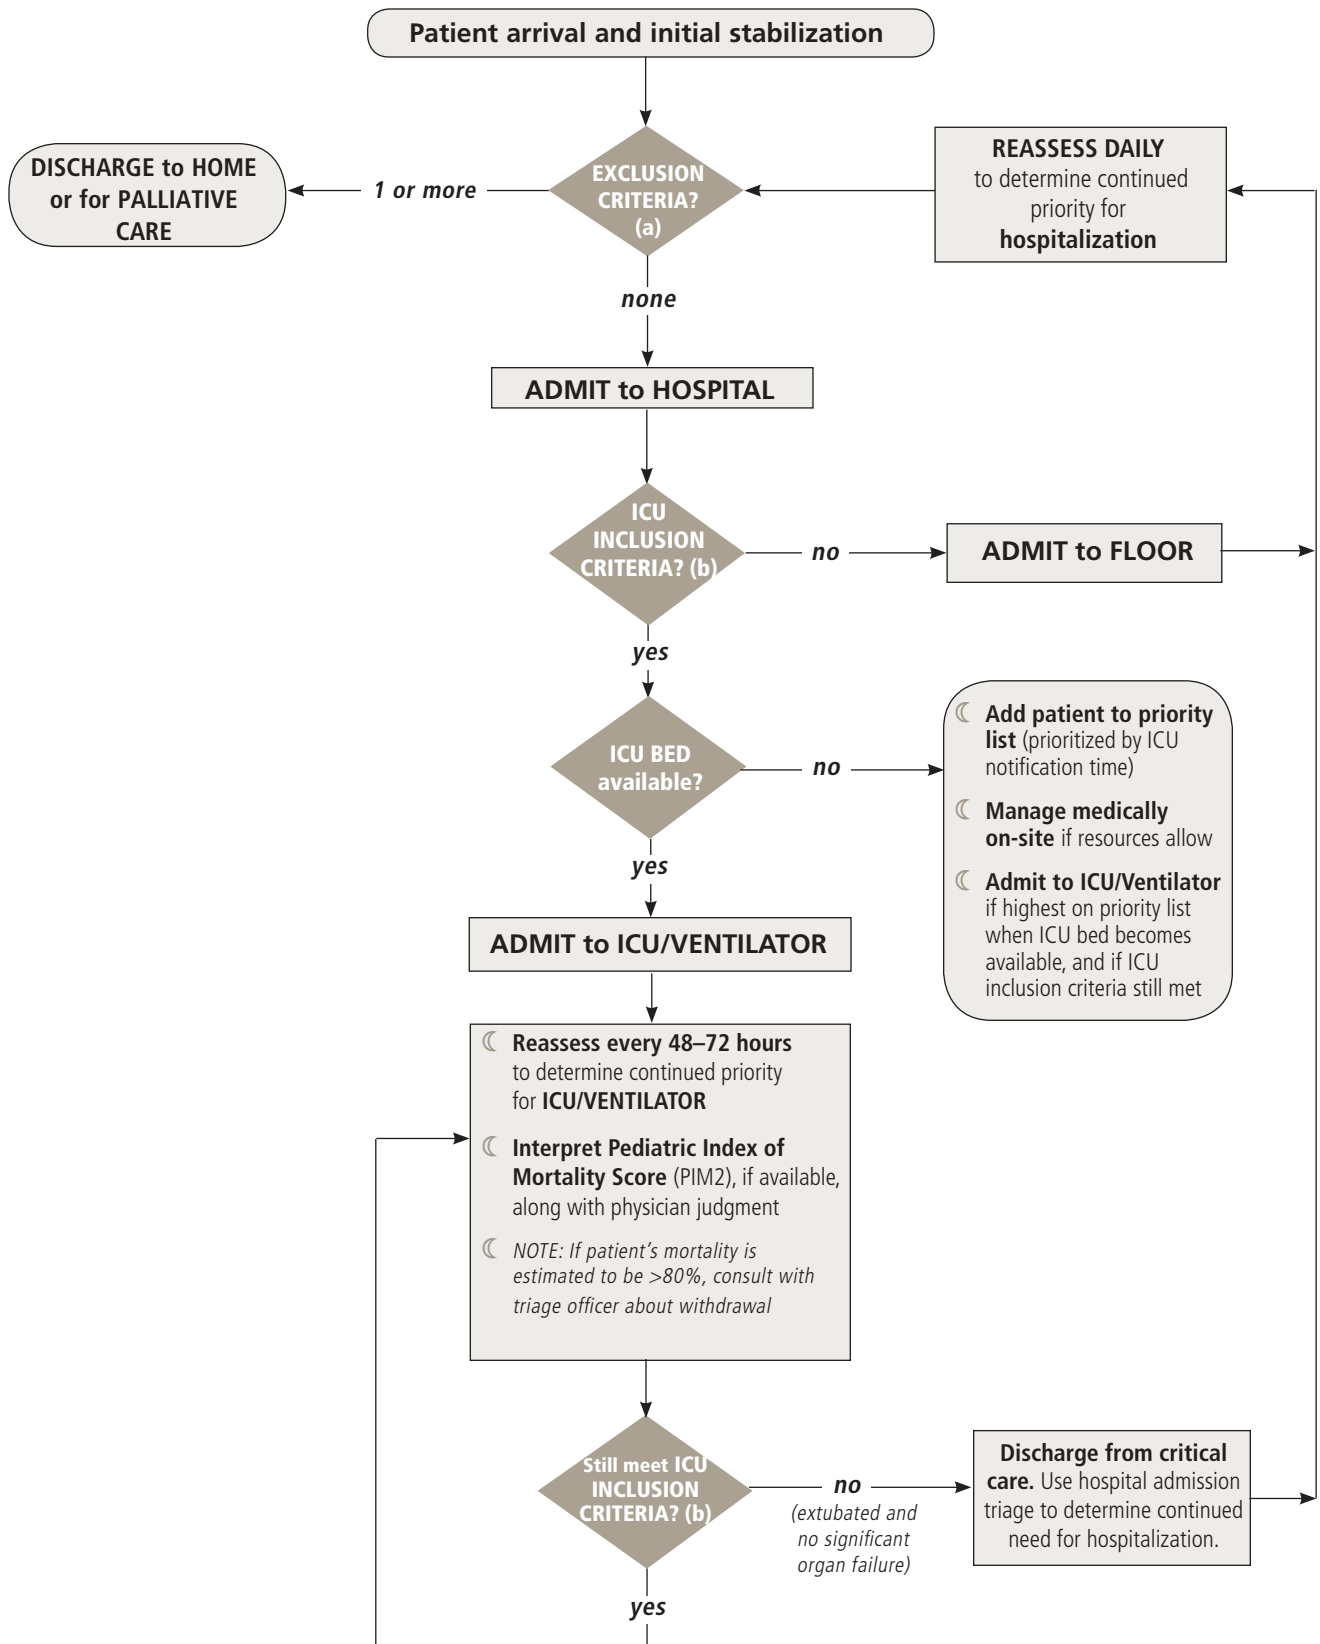 Patient arrival and initial stabilization
EXCLUSION
CRITERIA?
(a)
1 or more
DISCHARGE to HOME
or for PALLIATIVE
CARE
REASSESS DAILY
to determine continued
priority for
hospitalization
none
ADMIT to HOSPITAL
ICU
INCLUSION
CRITERIA? (b)
no
ADMIT to FLOOR
yes
ICU BED
available?
no
Add patient to priority
list (prioritized by ICU
notification time)
Manage medically
on-site if resources allow
Admit to ICU/Ventilator
if highest on priority list
when ICU bed becomes
available, and if ICU
inclusion criteria still met
yes
ADMIT to ICU/VENTILATOR
Reassess every 48–72 hours
to determine continued priority
for ICU/VENTILATOR
Interpret Pediatric Index of
Mortality Score (PIM2), if available,
along with physician judgment
NOTE: If patient's mortality is
estimated to be >80%, consult with
triage officer about withdrawal
Still meet ICU
INCLUSION
CRITERIA? (b)
no
(extubated and
no significant
organ failure)
Discharge from critical
care. Use hospital admission
triage to determine continued
need for hospitalization.
yes